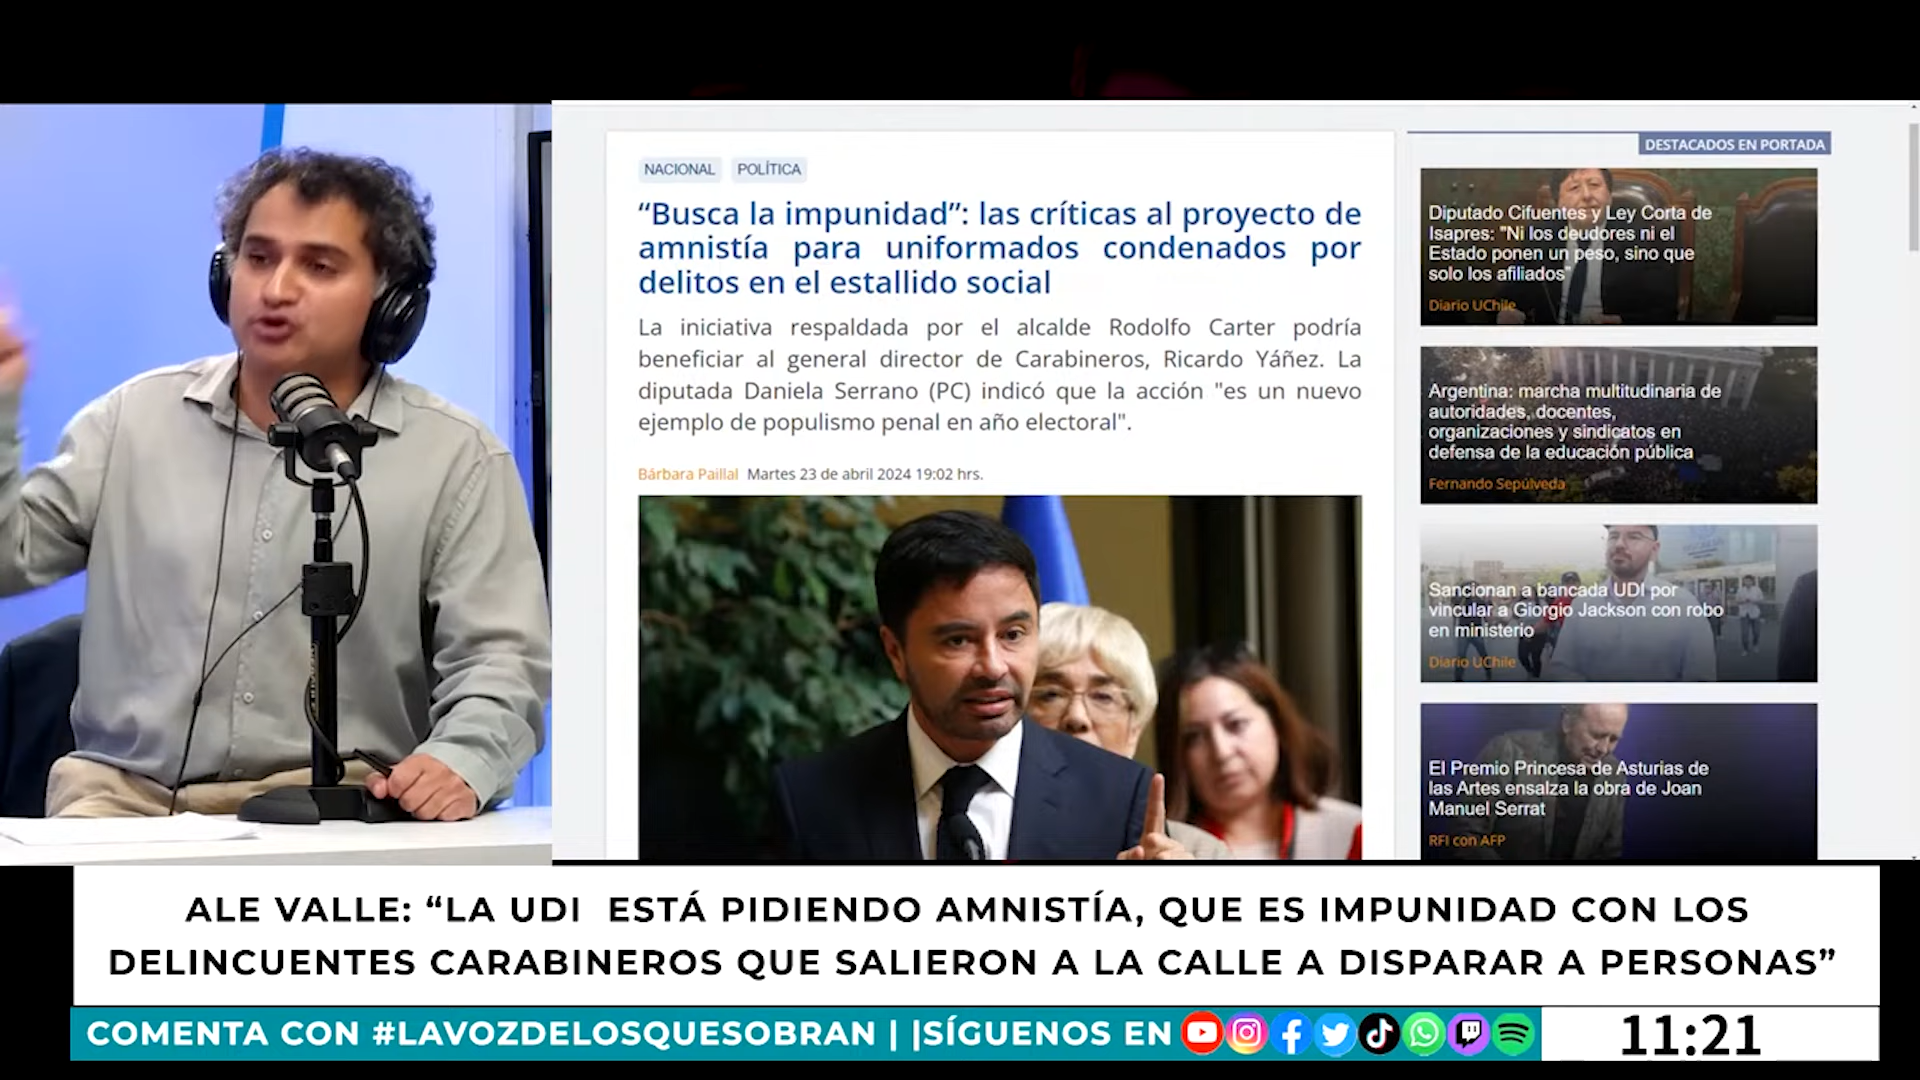 NACIONAL POLÍTICA
“Busca la impunidad”: las críticas al proyecto de
amnistía para uniformados condenados por
delitos en el estallido social
La iniciativa respaldada por el alcalde Rodolfo Carter podría
beneficiar al general director de Carabineros, Ricardo Yáñez. La
diputada Daniela Serrano (PC) indicó que la acción "es un nuevo
ejemplo de populismo penal en año electoral".
Bárbara Paillal Martes 23 de abril 2024 19:02 hrs.
DESTACADOS EN PORTADA
Diputado Cifuentes y Ley Corta de
Isapres: "Ni los deudores ni el
Estado ponen un peso, sino que
solo los afiliados"
Diario UChile
Argentina: marcha multitudinaria de
autoridades, docentes,
organizaciones y sindicatos en
defensa de la educación pública
Fernando Sepúlveda
Sancionan a bancada UDI por
vincular a Giorgio Jackson con robo
en ministerio
Diario UChile
El Premio Princesa de Asturias de
las Artes ensalza la obra de Joan
Manuel Serrat
RFI con AFP
ALE VALLE: “LA UDI ESTÁ PIDIENDO AMNISTÍA, QUE ES IMPUNIDAD CON LOS
DELINCUENTES CARABINEROS QUE SALIERON A LA CALLE A DISPARAR A PERSONAS”
COMENTA CON #LAVOZDELOSQUESOBRAN | |SÍGUENOS EN
11:21